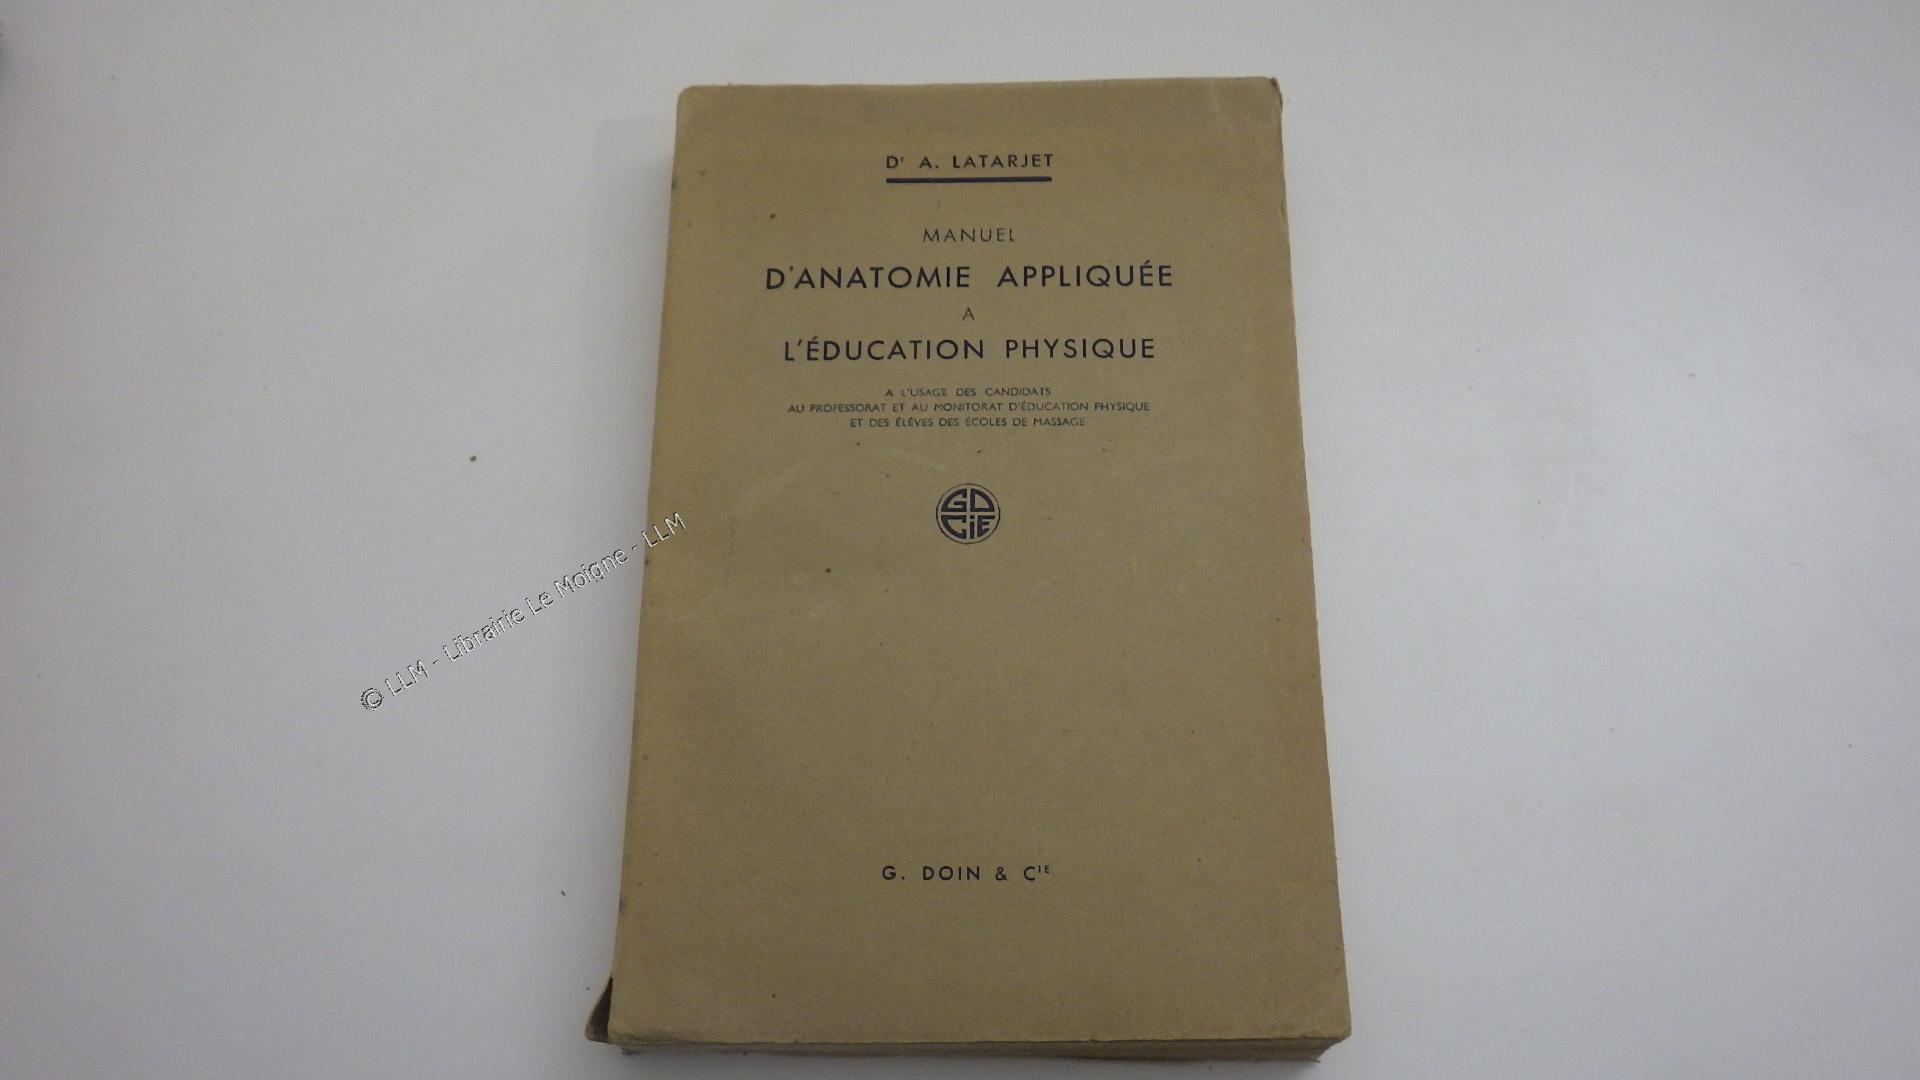 Dr A. LATARJET
MANUEL
D'ANATOMIE APPLIQUÉE
A
L'ÉDUCATION PHYSIQUE
A L'USAGE DES CANDIDATS
AU PROFESSORAT ET AU MONITORAT D'ÉDUCATION PHYSIQUE
ET DES ÉLÈVES DES ÉCOLES DE MASSAGE
GD
CIE
© LLM - Librairie Le Moigne - LLM
G. DOIN & CIE